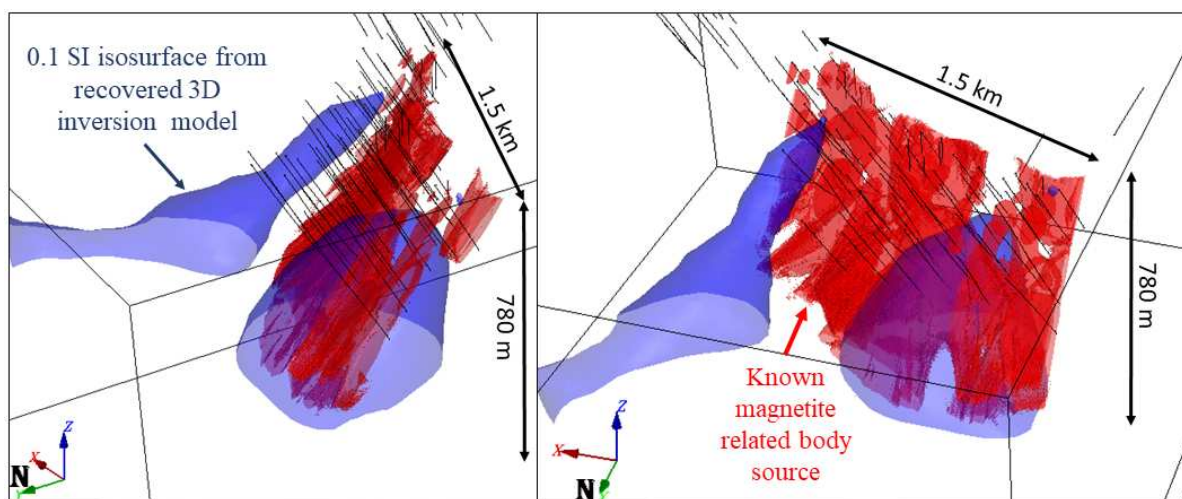 0.1 SI isosurface from
recovered 3D
inversion model
1.5 km
780 m
Z
X
Y
N
1.5 km
780 m
Known
magnetite
related body
source
Z
X
Y
N